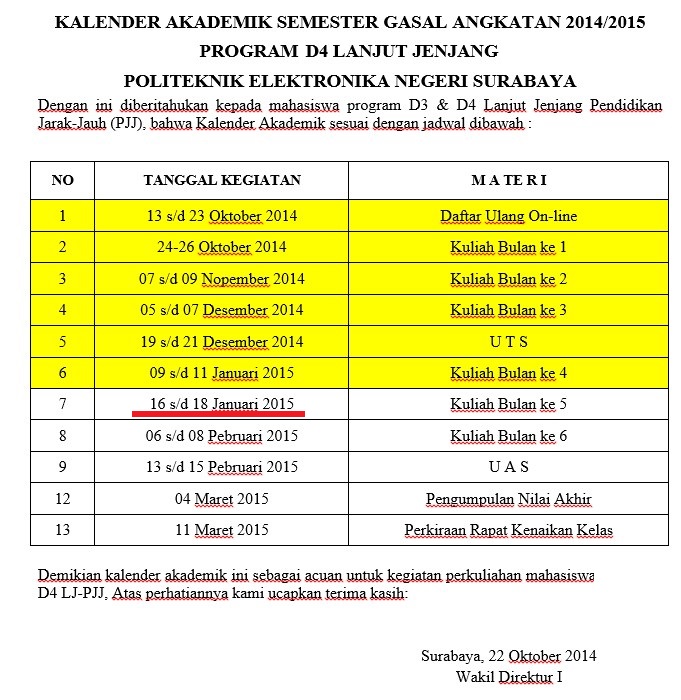 KALENDER AKADEMIK SEMESTER GASAL ANGKATAN 2014/2015
PROGRAM D4 LANJUT JENJANG
POLITEKNIK ELEKTRONIKA NEGERI SURABAYA
Dengan ini diberitahukan kepada mahasiswa program D3 & D4 Lanjut Jenjang Pendidikan
Jarak-Jauh (PJJ), bahwa Kalender Akademik sesuai dengan jadwal dibawah :
NO TANGGAL KEGIATAN M A T E R I
1 13 s/d 23 Oktober 2014 Daftar Ulang On-line
2 24-26 Oktober 2014 Kuliah Bulan ke 1
3 07 s/d 09 Nopember 2014 Kuliah Bulan ke 2
4 05 s/d 07 Desember 2014 Kuliah Bulan ke 3
5 19 s/d 21 Desember 2014 U T S
6 09 s/d 11 Januari 2015 Kuliah Bulan ke 4
7 16 s/d 18 Januari 2015 Kuliah Bulan ke 5
8 06 s/d 08 Pebruari 2015 Kuliah Bulan ke 6
9 13 s/d 15 Pebruari 2015 U A S
12 04 Maret 2015 Pengumpulan Nilai Akhir
13 11 Maret 2015 Perkiraan Rapat Kenaikan Kelas
Demikian kalender akademik ini sebagai acuan untuk kegiatan perkuliahan mahasiswa
D4 LJ-PJJ, Atas perhatiannya kami ucapkan terima kasih:
Surabaya, 22 Oktober 2014
Wakil Direktur I